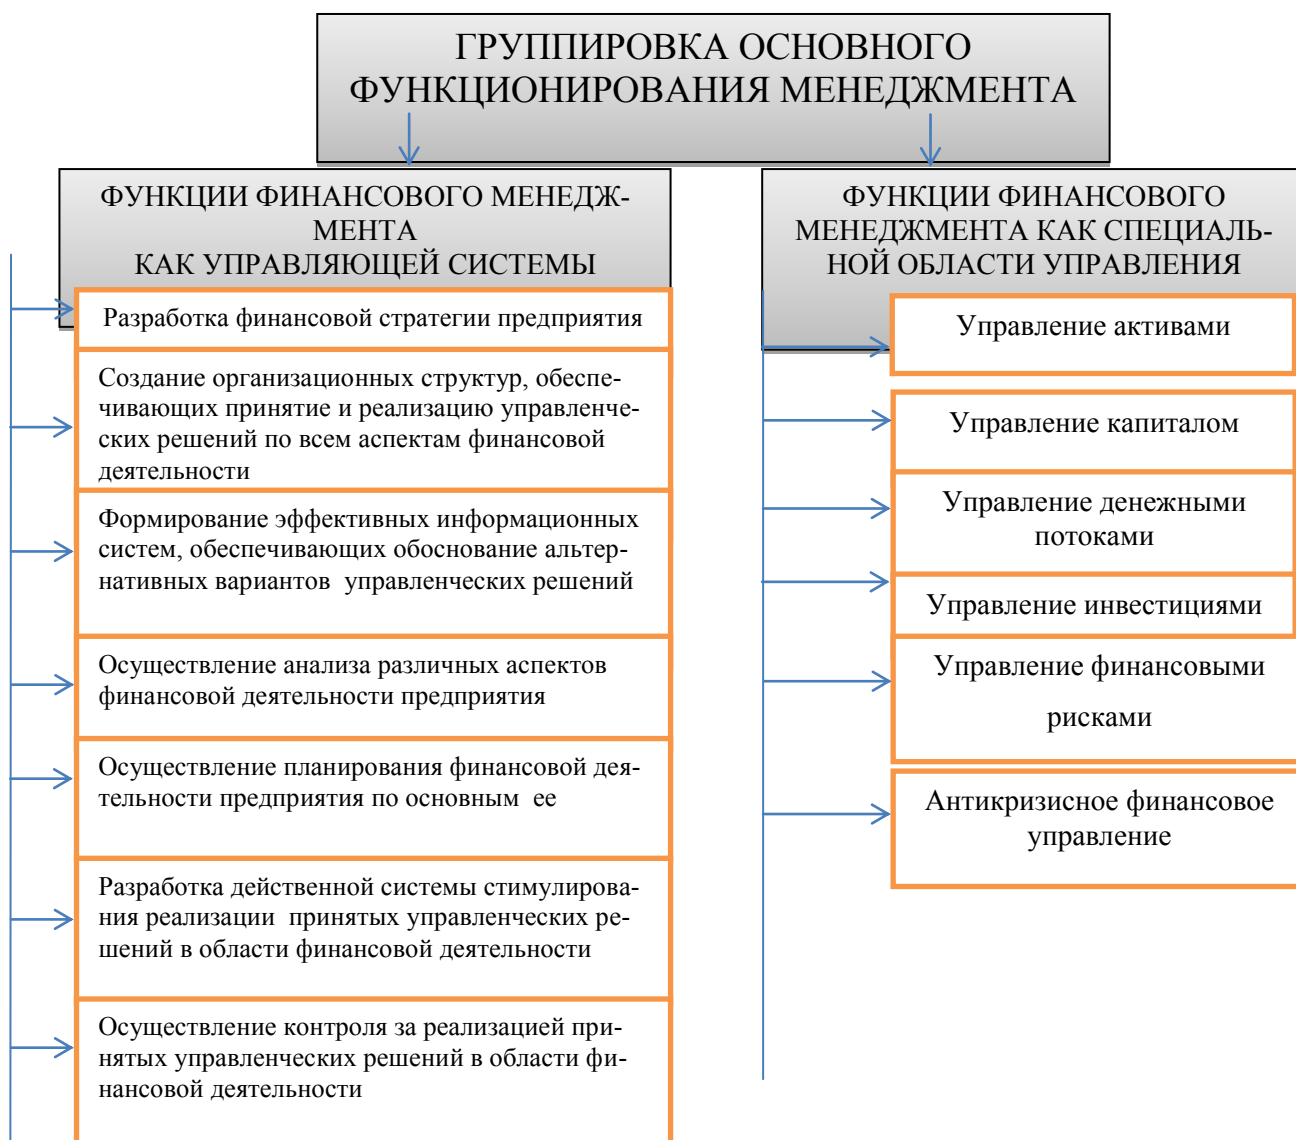 ГРУППИРОВКА ОСНОВНОГО
ФУНКЦИОНИРОВАНИЯ МЕНЕДЖМЕНТА
ФУНКЦИИ ФИНАНСОВОГО МЕНЕДЖ-
МЕНТА
КАК УПРАВЛЯЮЩЕЙ СИСТЕМЫ
Разработка финансовой стратегии предприятия
Создание организационных структур, обеспе-
чивающих принятие и реализацию управленче-
ских решений по всем аспектам финансовой
деятельности
Формирование эффективных информационных
систем, обеспечивающих обоснование альтер-
нативных вариантов управленческих решений
Осуществление анализа различных аспектов
финансовой деятельности предприятия
Осуществление планирования финансовой дея-
тельности предприятия по основным ее
Разработка действенной системы стимулирова-
ния реализации принятых управленческих ре-
шений в области финансовой деятельности
Осуществление контроля за реализацией при-
нятых управленческих решений в области фи-
нансовой деятельности
ФУНКЦИИ ФИНАНСОВОГО
МЕНЕДЖМЕНТА КАК СПЕЦИАЛЬ-
НОЙ ОБЛАСТИ УПРАВЛЕНИЯ
Управление активами
Управление капиталом
Управление денежными
потоками
Управление инвестициями
Управление финансовыми
рисками
Антикризисное финансовое
управление